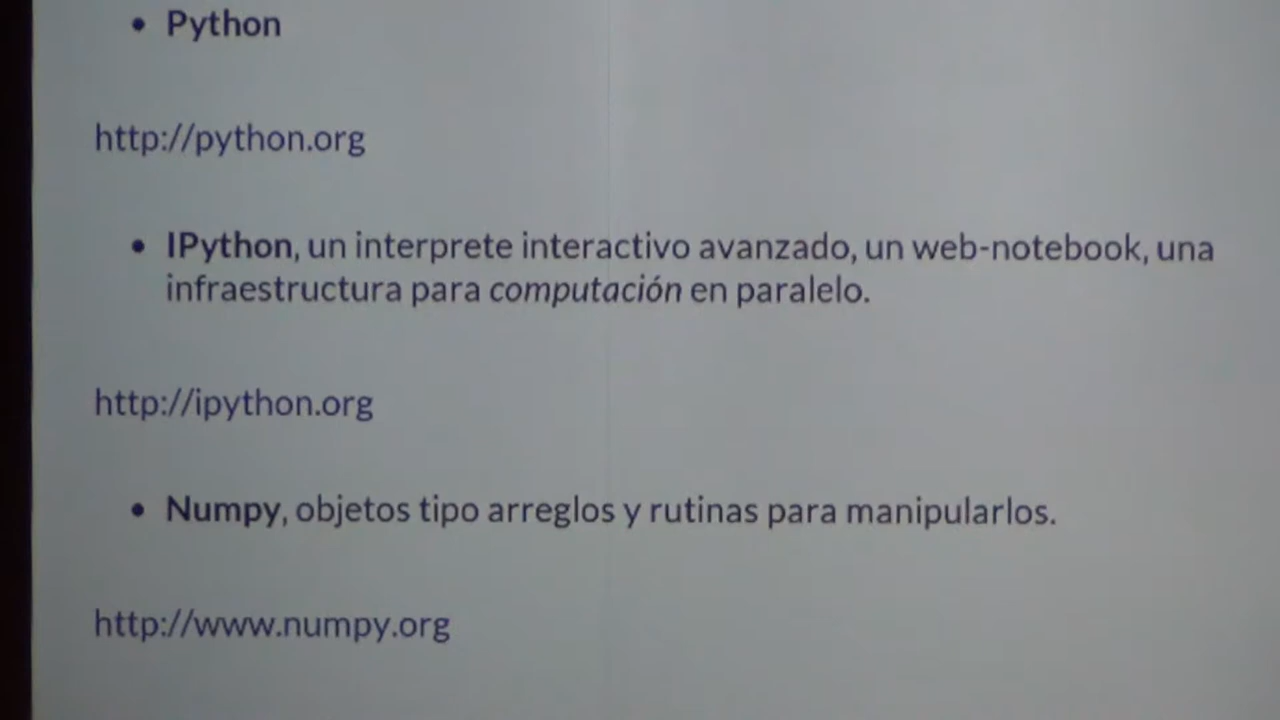 • Python
http://python.org
• IPython, un interprete interactivo avanzado, un web-notebook, una
infraestructura para computación en paralelo.
http://ipython.org
• Numpy, objetos tipo arreglos y rutinas para manipularlos.
http://www.numpy.org